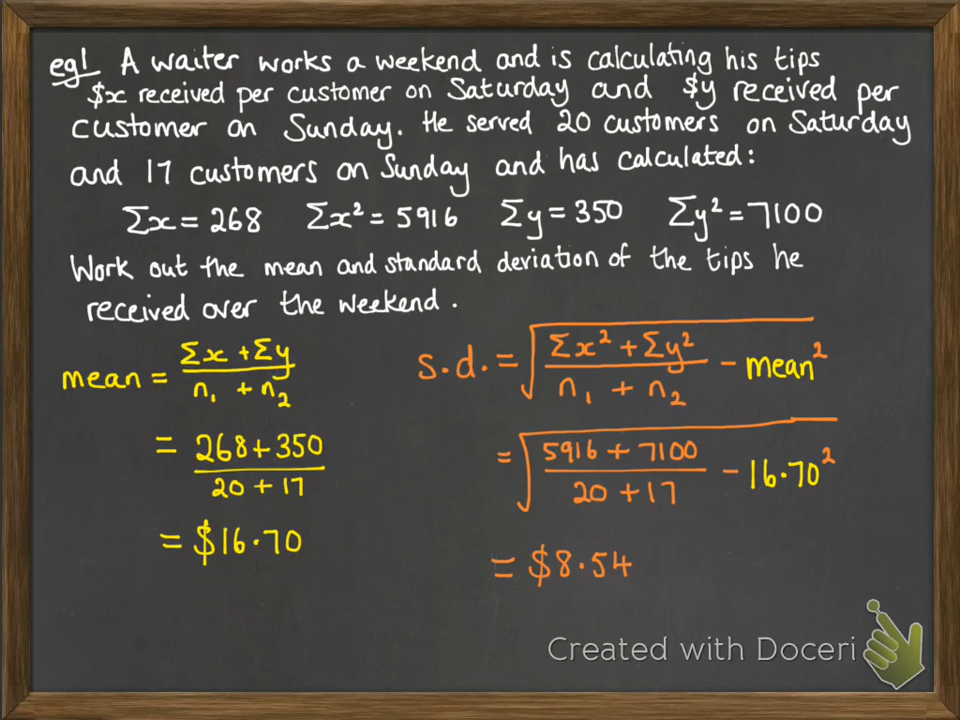 eg1 A waiter works a weekend and is calculating his tips
$x received per customer on Saturday and $y received per
customer on Sunday. He served 20 customers on Saturday
and 17 customers on Sunday and has calculated:
Σx = 268 Σx² = 5916 Σy = 350 Σy² = 7100
Work out the mean and standard deviation of the tips he
received over the weekend.
mean = (Σx + Σy)/(n₁ + n₂)
= (268 + 350)/(20 + 17)
= $16·70
s.d. = √((Σx² + Σy²)/(n₁ + n₂) - mean²)
= √((5916 + 7100)/(20 + 17) - 16·70²)
= $8·54
Created with Doceri